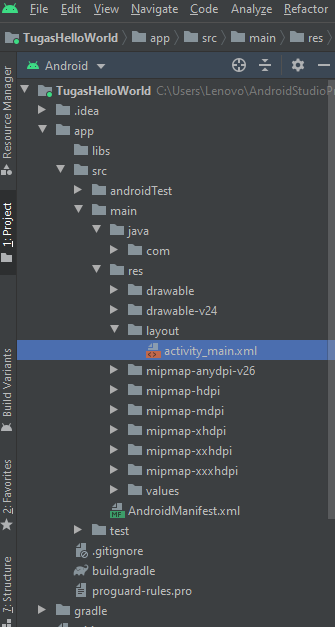 File Edit View Navigate Code Analyze Refactor
TugasHelloWorld app src main res
Android
TugasHelloWorld C:\Users\Lenovo\AndroidStudioPr
.idea
app
libs
src
androidTest
main
java
com
res
drawable
drawable-v24
layout
activity_main.xml
mipmap-anydpi-v26
mipmap-hdpi
mipmap-mdpi
mipmap-xhdpi
mipmap-xxhdpi
mipmap-xxxhdpi
values
MF AndroidManifest.xml
test
.gitignore
build.gradle
proguard-rules.pro
gradle
Resource Manager
1: Project
Build Variants
2: Favorites
7: Structure